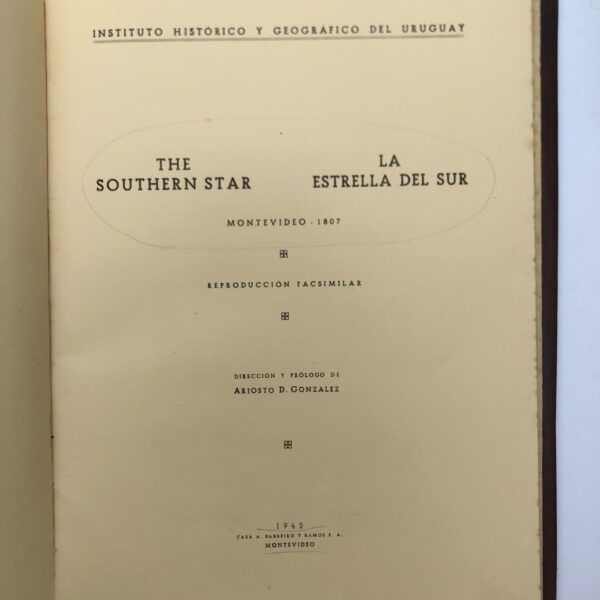 INSTITUTO HISTÓRICO Y GEOGRÁFICO DEL URUGUAY
THE
SOUTHERN STAR
LA
ESTRELLA DEL SUR
MONTEVIDEO - 1807
REPRODUCCIÓN FACSIMILAR
DIRECCIÓN Y PRÓLOGO DE
ARIOSTO D. GONZALEZ
1942
CASA A. BARREIRO Y RAMOS S. A.
MONTEVIDEO